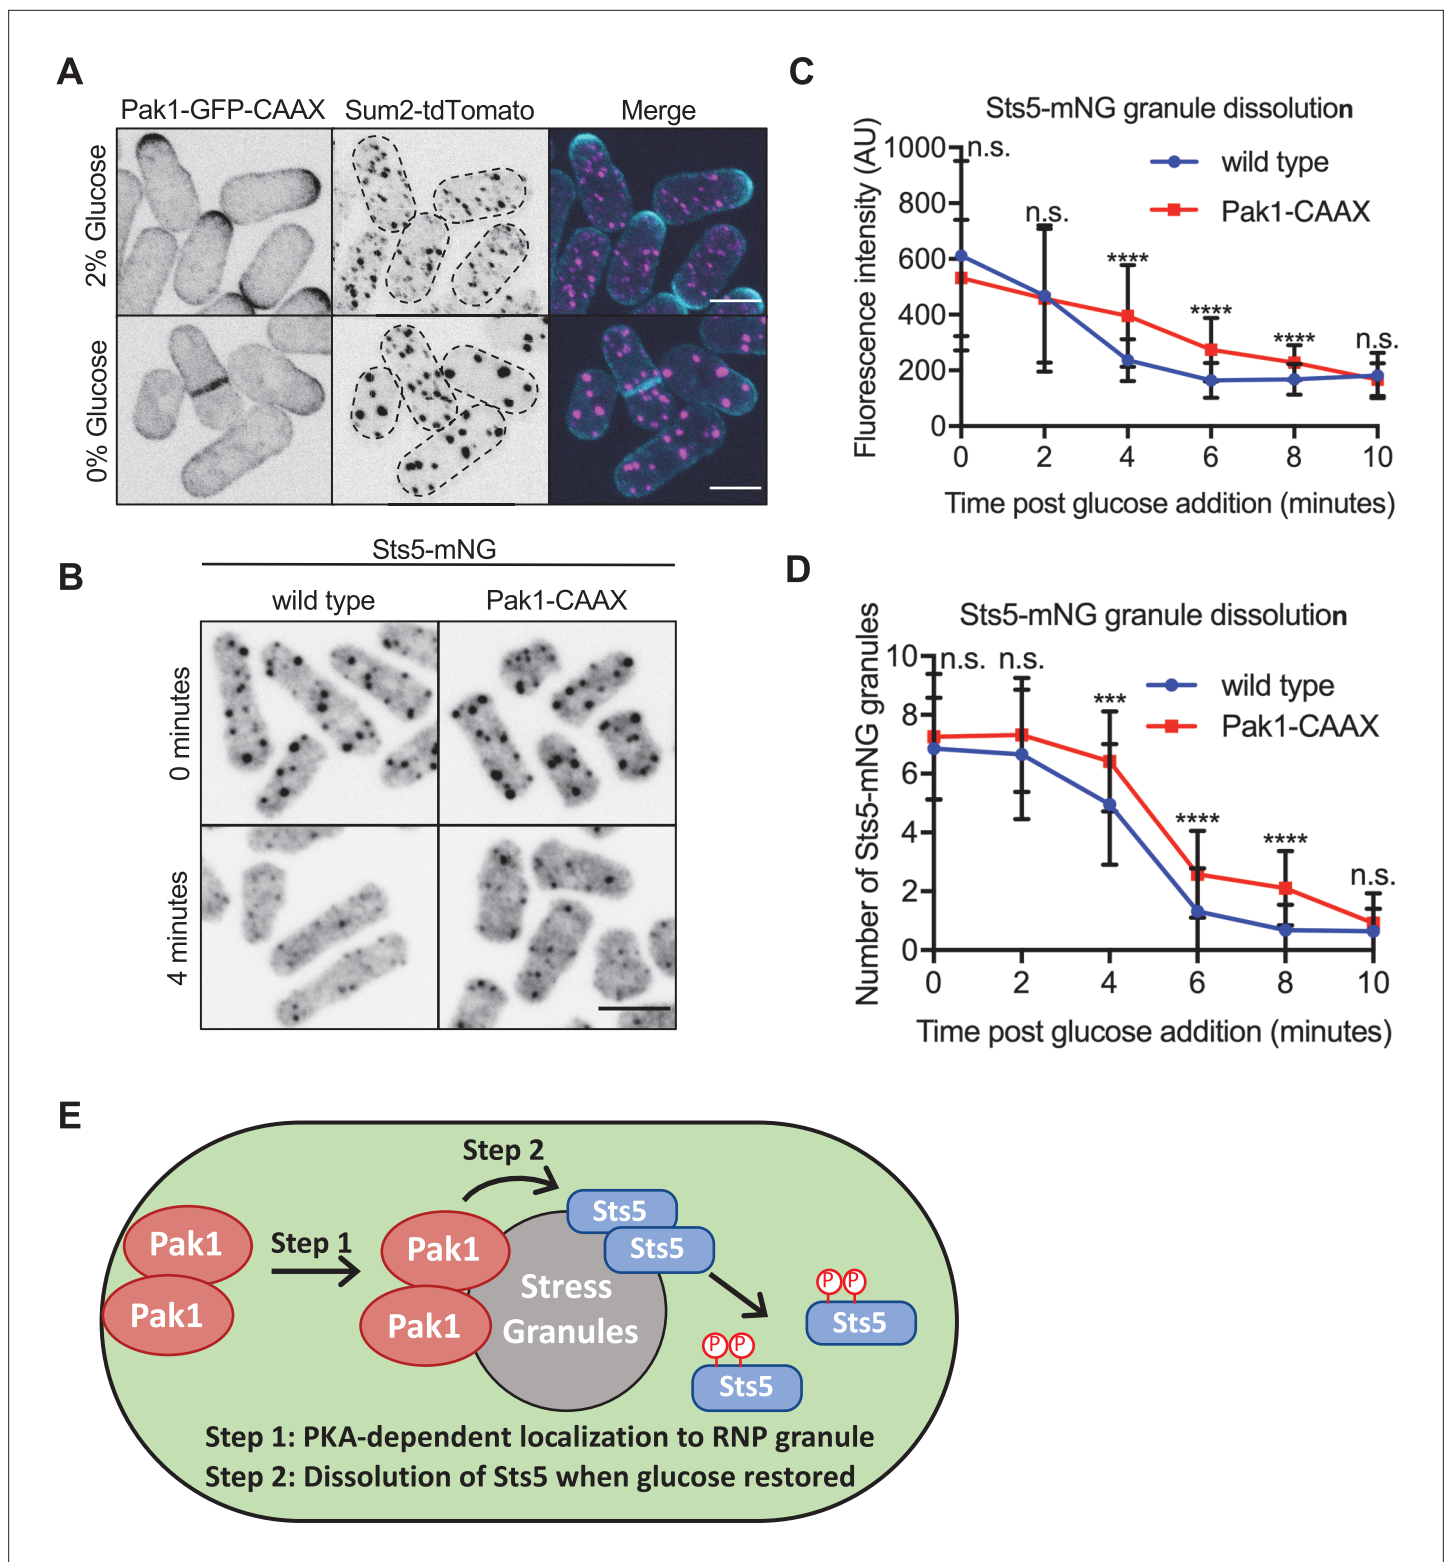 A
Pak1-GFP-CAAX Sum2-tdTomato Merge
2% Glucose
0% Glucose
B
Sts5-mNG
wild type Pak1-CAAX
0 minutes
4 minutes
C
Sts5-mNG granule dissolution
Fluorescence intensity (AU)
1000
800
600
400
200
0
n.s.
n.s.
****
****
****
n.s.
wild type
Pak1-CAAX
0 2 4 6 8 10
Time post glucose addition (minutes)
D
Sts5-mNG granule dissolution
Number of Sts5-mNG granules
10
8
6
4
2
0
n.s. n.s.
***
****
****
n.s.
wild type
Pak1-CAAX
0 2 4 6 8 10
Time post glucose addition (minutes)
E
Pak1
Pak1
Step 1
Pak1
Pak1
Step 2
Stress
Granules
Sts5
Sts5
P P
Sts5
P P
Sts5
Step 1: PKA-dependent localization to RNP granule
Step 2: Dissolution of Sts5 when glucose restored